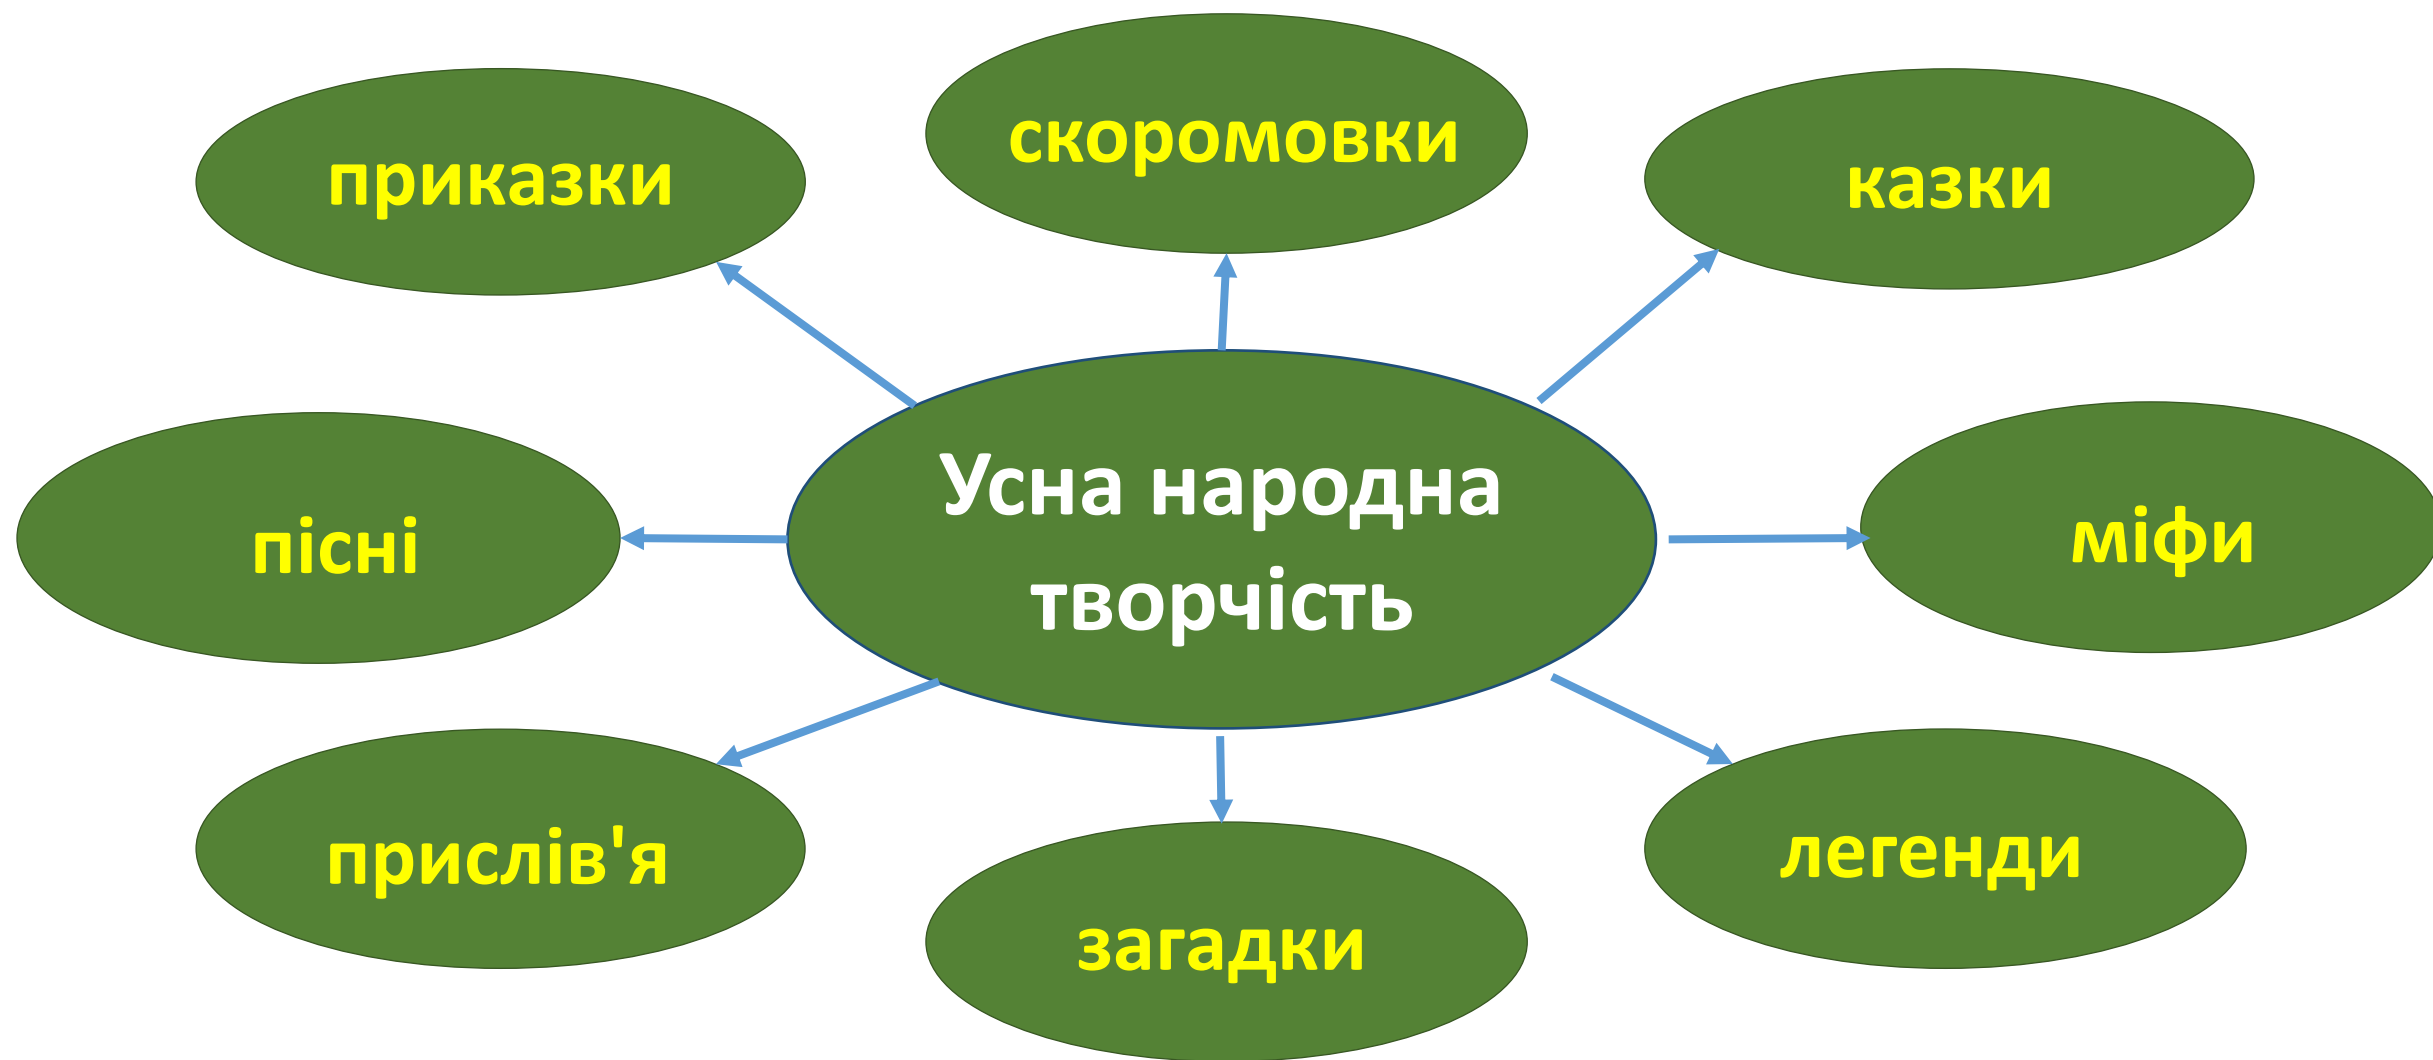 скоромовки
приказки
казки
Усна народна
творчість
пісні
міфи
прислів'я
легенди
загадки